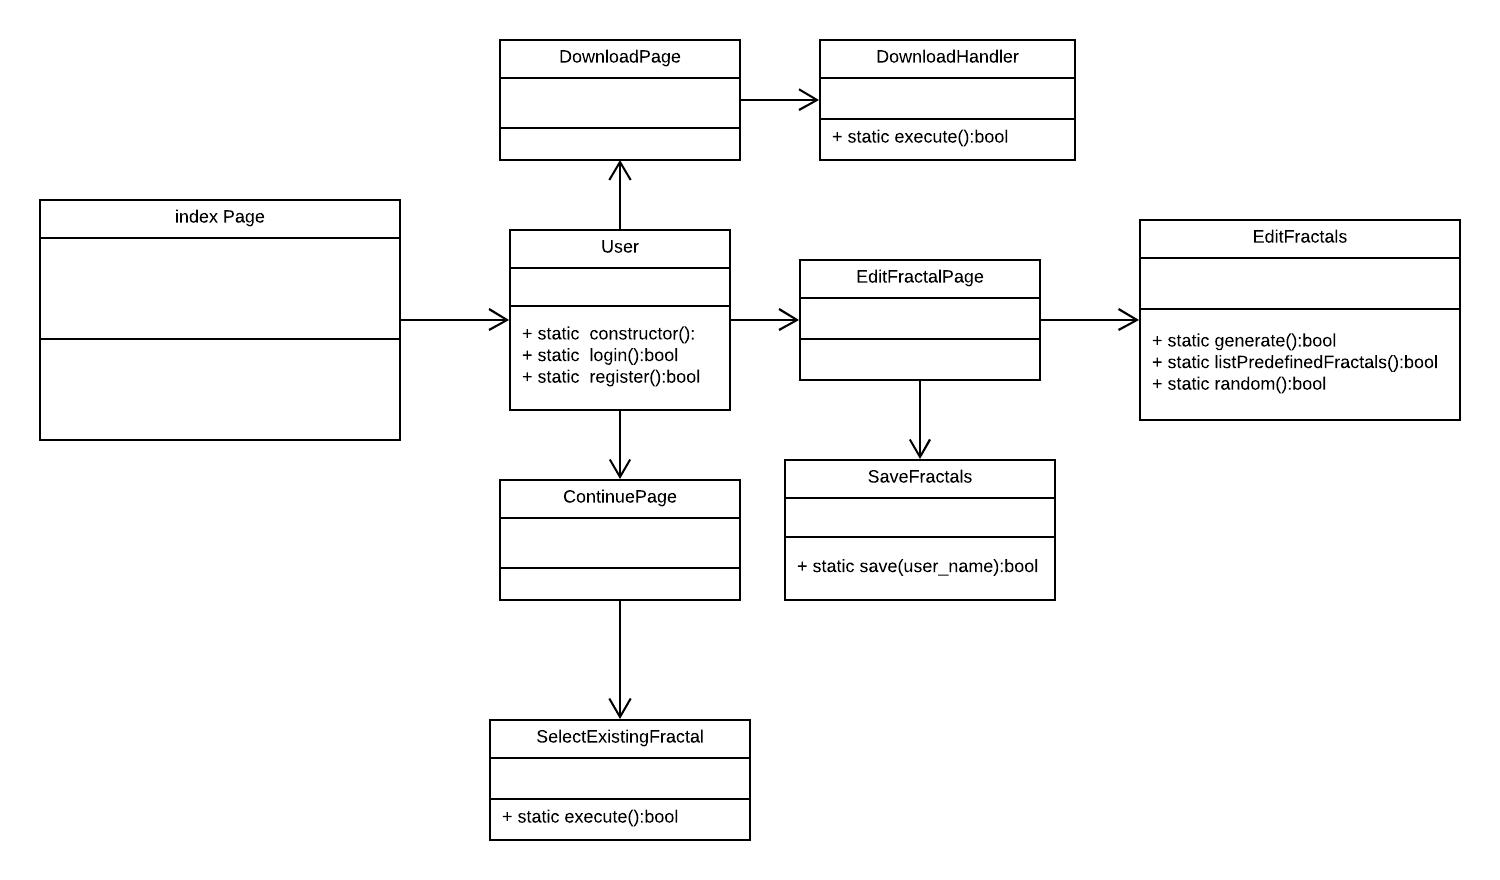 DownloadPage
DownloadHandler
+ static execute():bool
index Page
User
+ static  constructor():
+ static  login():bool
+ static  register():bool
EditFractalPage
EditFractals
+ static generate():bool
+ static listPredefinedFractals():bool
+ static random():bool
ContinuePage
SaveFractals
+ static save(user_name):bool
SelectExistingFractal
+ static execute():bool